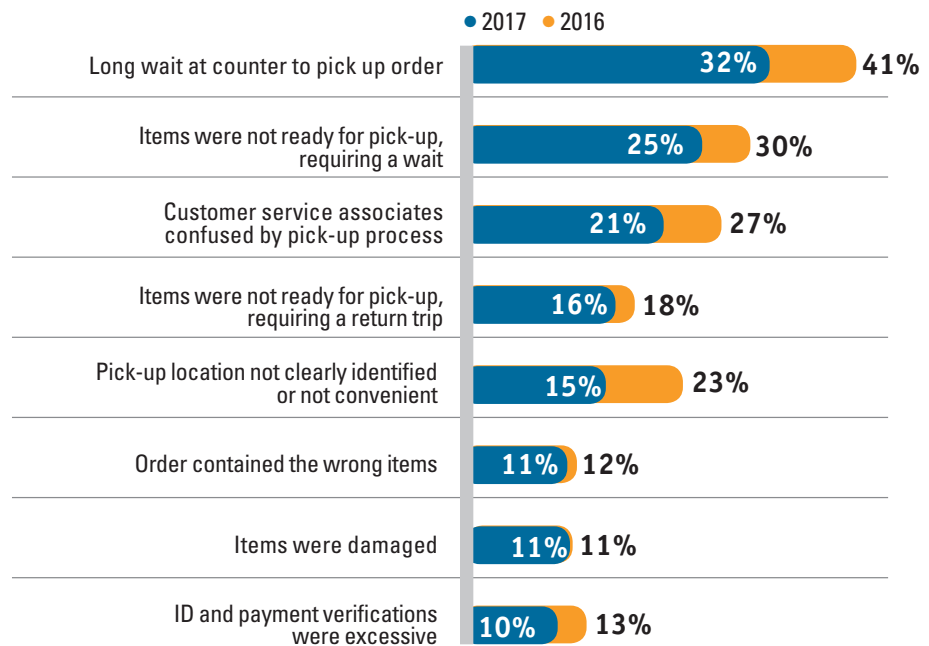 2017 2016
Long wait at counter to pick up order 32% 41%
Items were not ready for pick-up,
requiring a wait 25% 30%
Customer service associates
confused by pick-up process 21% 27%
Items were not ready for pick-up,
requiring a return trip 16% 18%
Pick-up location not clearly identified
or not convenient 15% 23%
Order contained the wrong items 11% 12%
Items were damaged 11% 11%
ID and payment verifications
were excessive 10% 13%